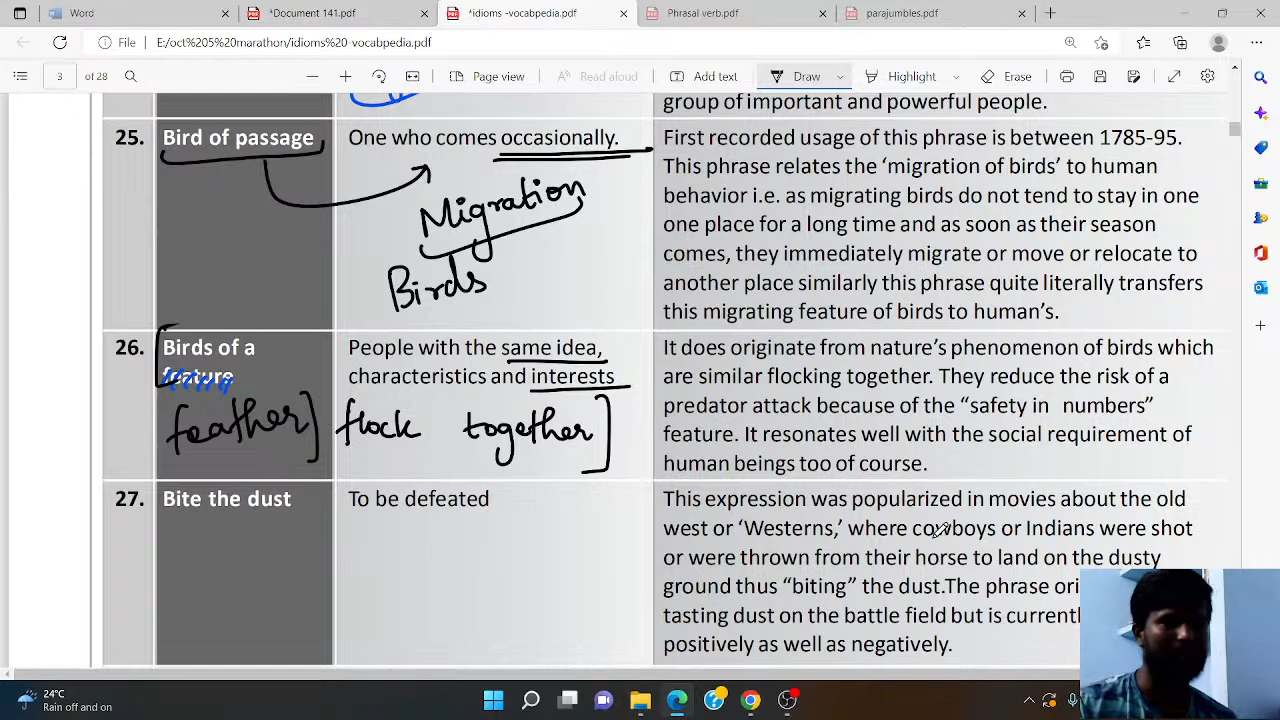 Word
*Document 141.pdf
*idioms -vocabpedia.pdf
Phrasal verb.pdf
parajumbles.pdf
File
E:/oct%205%20marathon/idioms%20-vocabpedia.pdf
3
of 28
Page view
Read aloud
Add text
Draw
Highlight
Erase
group of important and powerful people.
25.
Bird of passage
One who comes occasionally.
First recorded usage of this phrase is between 1785-95.
This phrase relates the ‘migration of birds’ to human
behavior i.e. as migrating birds do not tend to stay in one
one place for a long time and as soon as their season
comes, they immediately migrate or move or relocate to
another place similarly this phrase quite literally transfers
this migrating feature of birds to human’s.
Migration
Birds
26.
Birds of a
feature
feather
People with the same idea,
characteristics and interests
flock together
It does originate from nature’s phenomenon of birds which
are similar flocking together. They reduce the risk of a
predator attack because of the “safety in numbers”
feature. It resonates well with the social requirement of
human beings too of course.
27.
Bite the dust
To be defeated
This expression was popularized in movies about the old
west or ‘Westerns,’ where cowboys or Indians were shot
or were thrown from their horse to land on the dusty
ground thus “biting” the dust.The phrase ori
tasting dust on the battle field but is currentl
positively as well as negatively.
24°C
Rain off and on